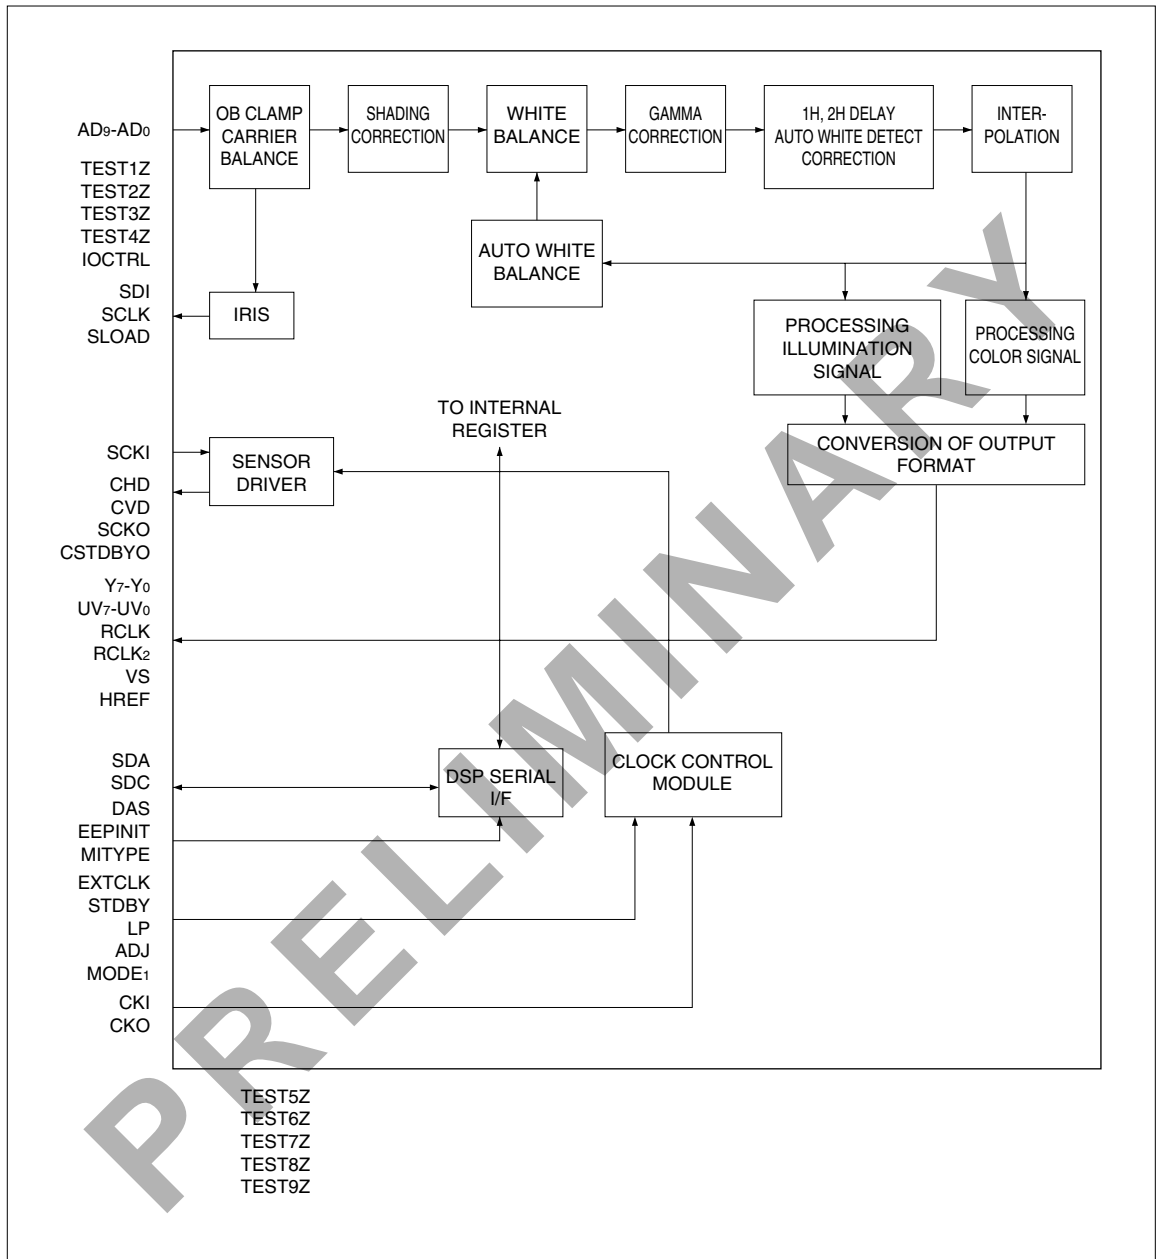 AD9-AD0
OB CLAMP
CARRIER
BALANCE
SHADING
CORRECTION
WHITE
BALANCE
GAMMA
CORRECTION
1H, 2H DELAY
AUTO WHITE DETECT
CORRECTION
INTER-
POLATION
TEST1Z
TEST2Z
TEST3Z
TEST4Z
IOCTRL
AUTO WHITE
BALANCE
SDI
SCLK
SLOAD
IRIS
PROCESSING
ILLUMINATION
SIGNAL
PROCESSING
COLOR SIGNAL
TO INTERNAL
REGISTER
CONVERSION OF OUTPUT
FORMAT
SCKI
SENSOR
DRIVER
CHD
CVD
SCKO
CSTDBYO
Y7-Y0
UV7-UV0
RCLK
RCLK2
VS
HREF
SDA
SDC
DAS
EEPINIT
MITYPE
DSP SERIAL
I/F
CLOCK CONTROL
MODULE
EXTCLK
STDBY
LP
ADJ
MODE1
CKI
CKO
TEST5Z
TEST6Z
TEST7Z
TEST8Z
TEST9Z
PRELIMINARY